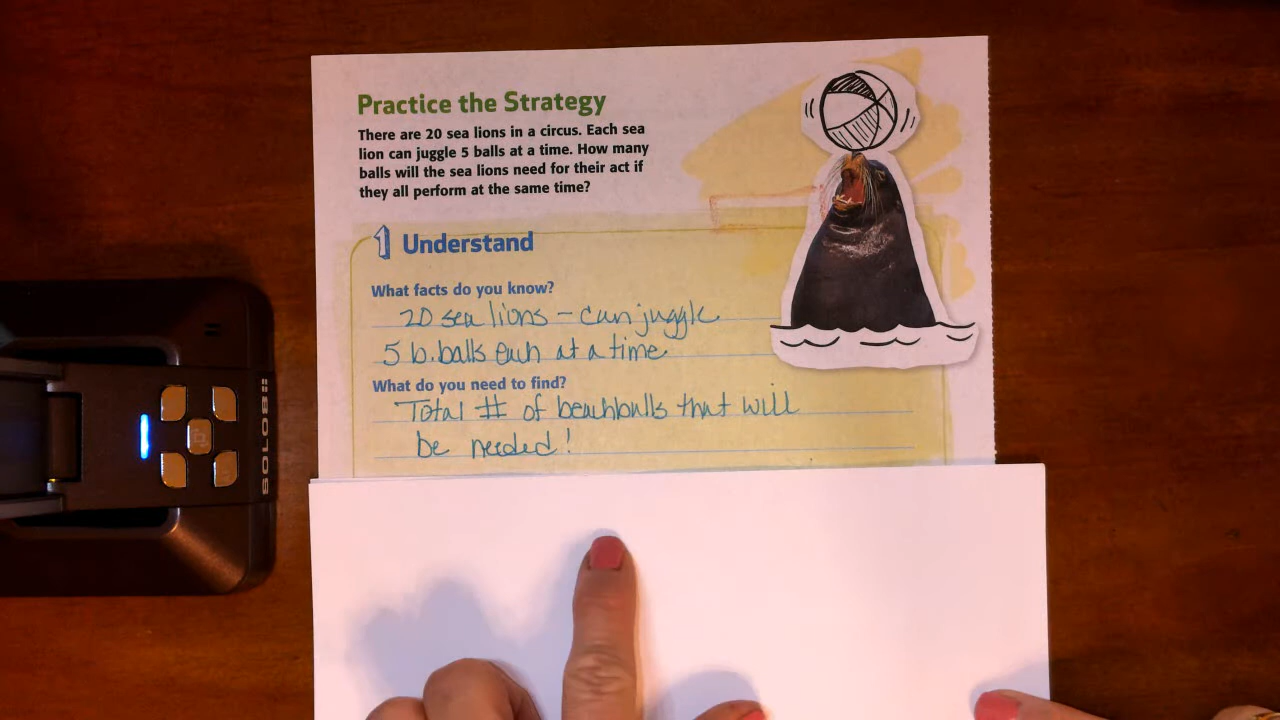 Practice the Strategy
There are 20 sea lions in a circus. Each sea
lion can juggle 5 balls at a time. How many
balls will the sea lions need for their act if
they all perform at the same time?
1 Understand
What facts do you know?
20 sea lions - can juggle
5 b.balls each at a time
What do you need to find?
Total # of beachballs that will
be needed!
SOLO8